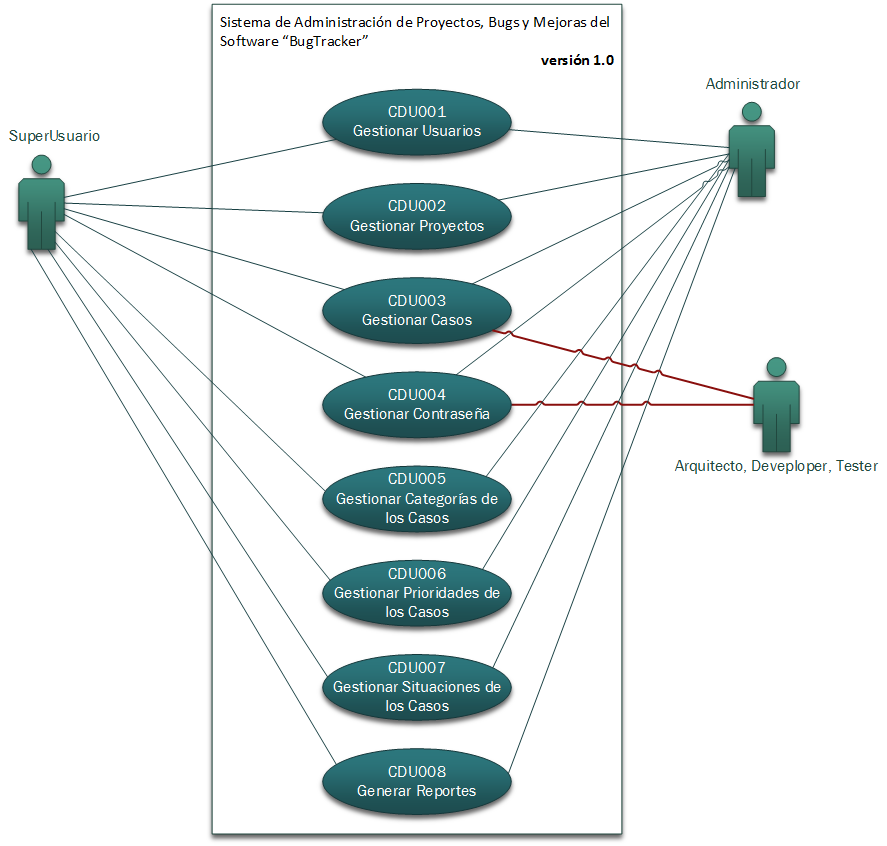 Sistema de Administración de Proyectos, Bugs y Mejoras del
Software “BugTracker”
versión 1.0
SuperUsuario
Administrador
CDU001
Gestionar Usuarios
CDU002
Gestionar Proyectos
CDU003
Gestionar Casos
CDU004
Gestionar Contraseña
Arquitecto, Deveploper, Tester
CDU005
Gestionar Categorías de
los Casos
CDU006
Gestionar Prioridades de
los Casos
CDU007
Gestionar Situaciones de
los Casos
CDU008
Generar Reportes